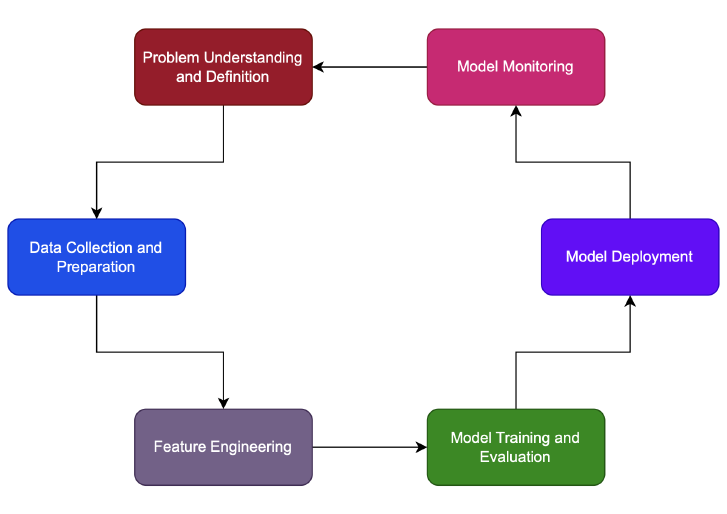 Problem Understanding
and Definition
Model Monitoring
Data Collection and
Preparation
Model Deployment
Feature Engineering
Model Training and
Evaluation